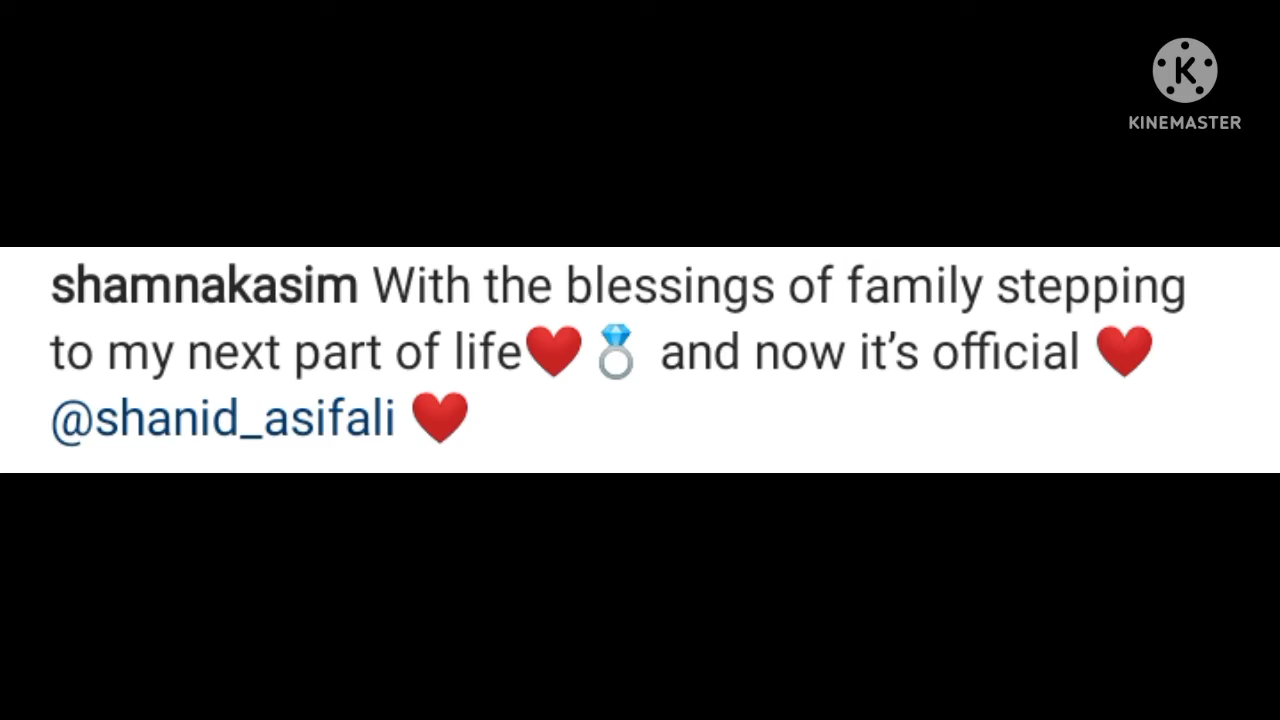 K
KINEMASTER
shamnakasim With the blessings of family stepping
to my next part of life❤️💍 and now it’s official ❤️
@shanid_asifali ❤️